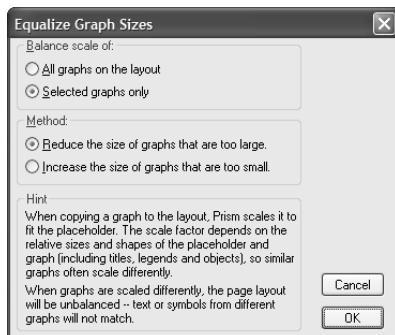 Equalize Graph Sizes
Balance scale of:
All graphs on the layout
Selected graphs only
Method:
Reduce the size of graphs that are too large.
Increase the size of graphs that are too small.
Hint
When copying a graph to the layout, Prism scales it to
fit the placeholder. The scale factor depends on the
relative sizes and shapes of the placeholder and
graph (including titles, legends and objects), so similar
graphs often scale differently.
When graphs are scaled differently, the page layout
will be unbalanced -- text or symbols from different
graphs will not match.
Cancel
OK